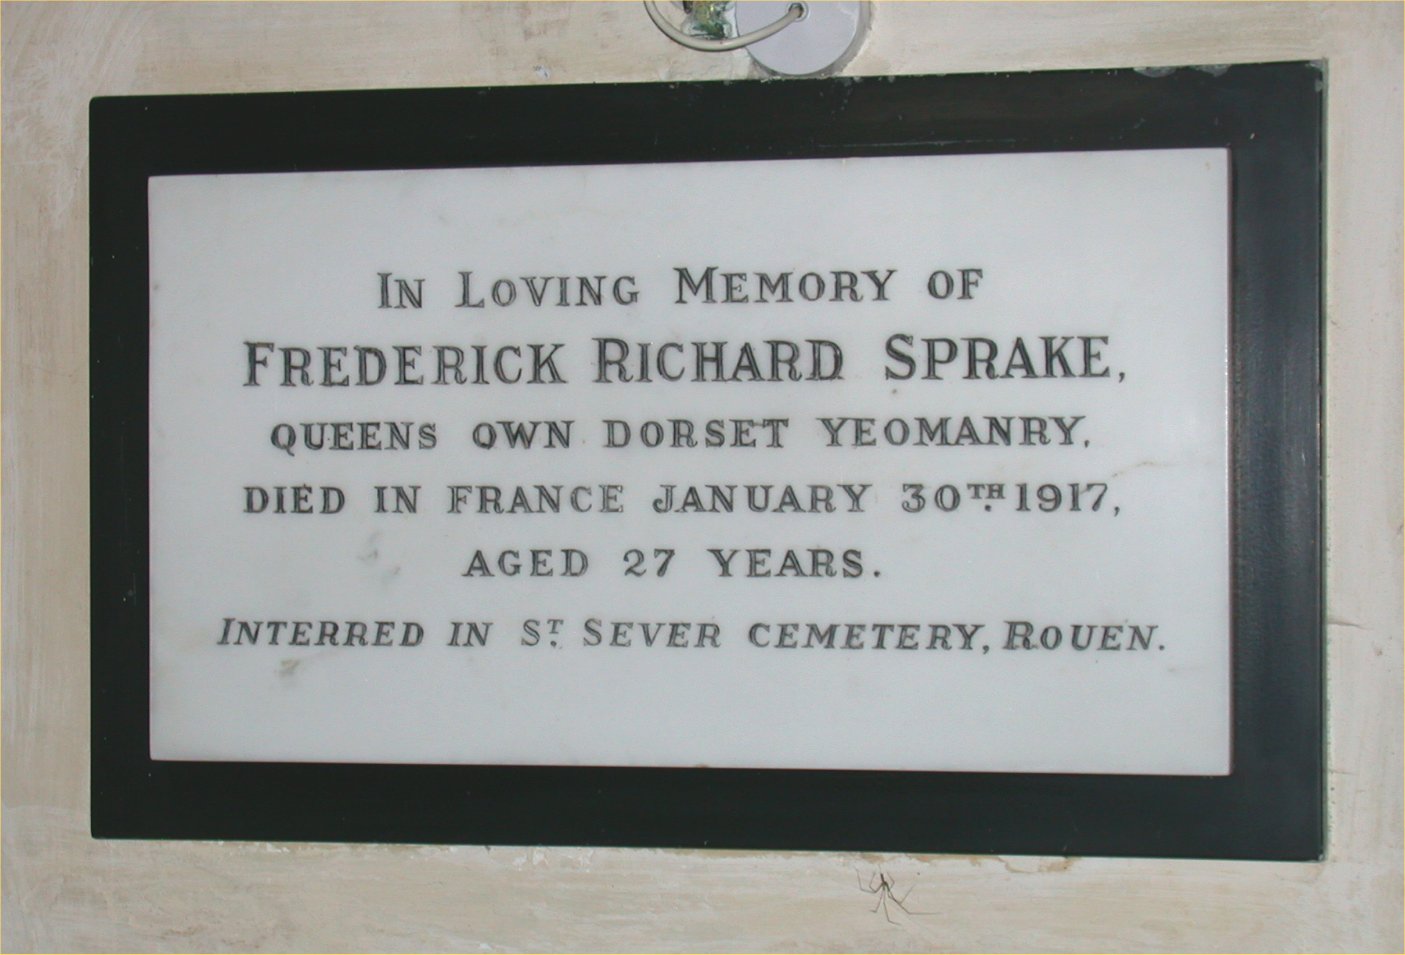 In Loving Memory of
Frederick Richard Sprake,
QUEENS OWN DORSET YEOMANRY,
DIED IN FRANCE JANUARY 30TH. 1917,
AGED 27 YEARS.
INTERRED IN ST. SEVER CEMETERY, ROUEN.